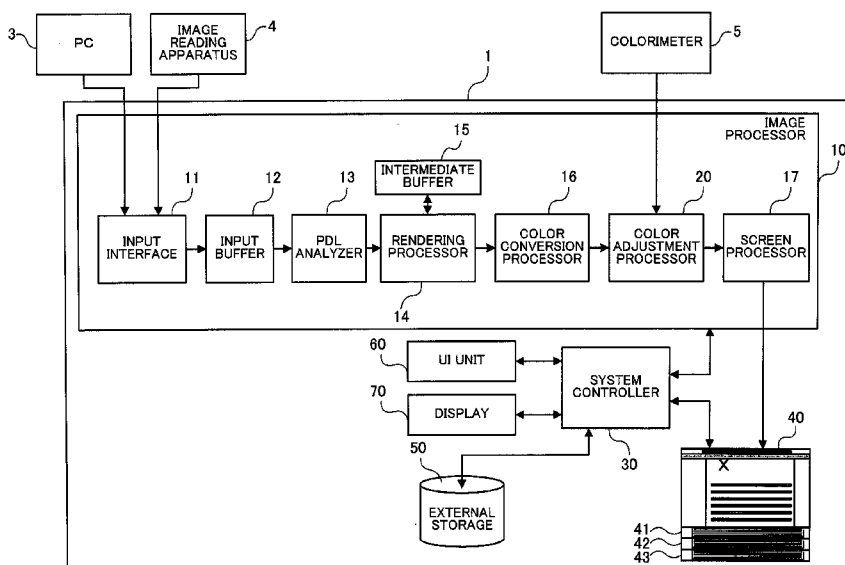 3
PC
IMAGE
READING
APPARATUS
4
COLORIMETER
5
1
IMAGE
PROCESSOR
10
15
INTERMEDIATE
BUFFER
11
INPUT
INTERFACE
12
INPUT
BUFFER
13
PDL
ANALYZER
RENDERING
PROCESSOR
14
16
COLOR
CONVERSION
PROCESSOR
20
COLOR
ADJUSTMENT
PROCESSOR
17
SCREEN
PROCESSOR
60
UI UNIT
70
DISPLAY
SYSTEM
CONTROLLER
30
50
EXTERNAL
STORAGE
40
X
41
42
43